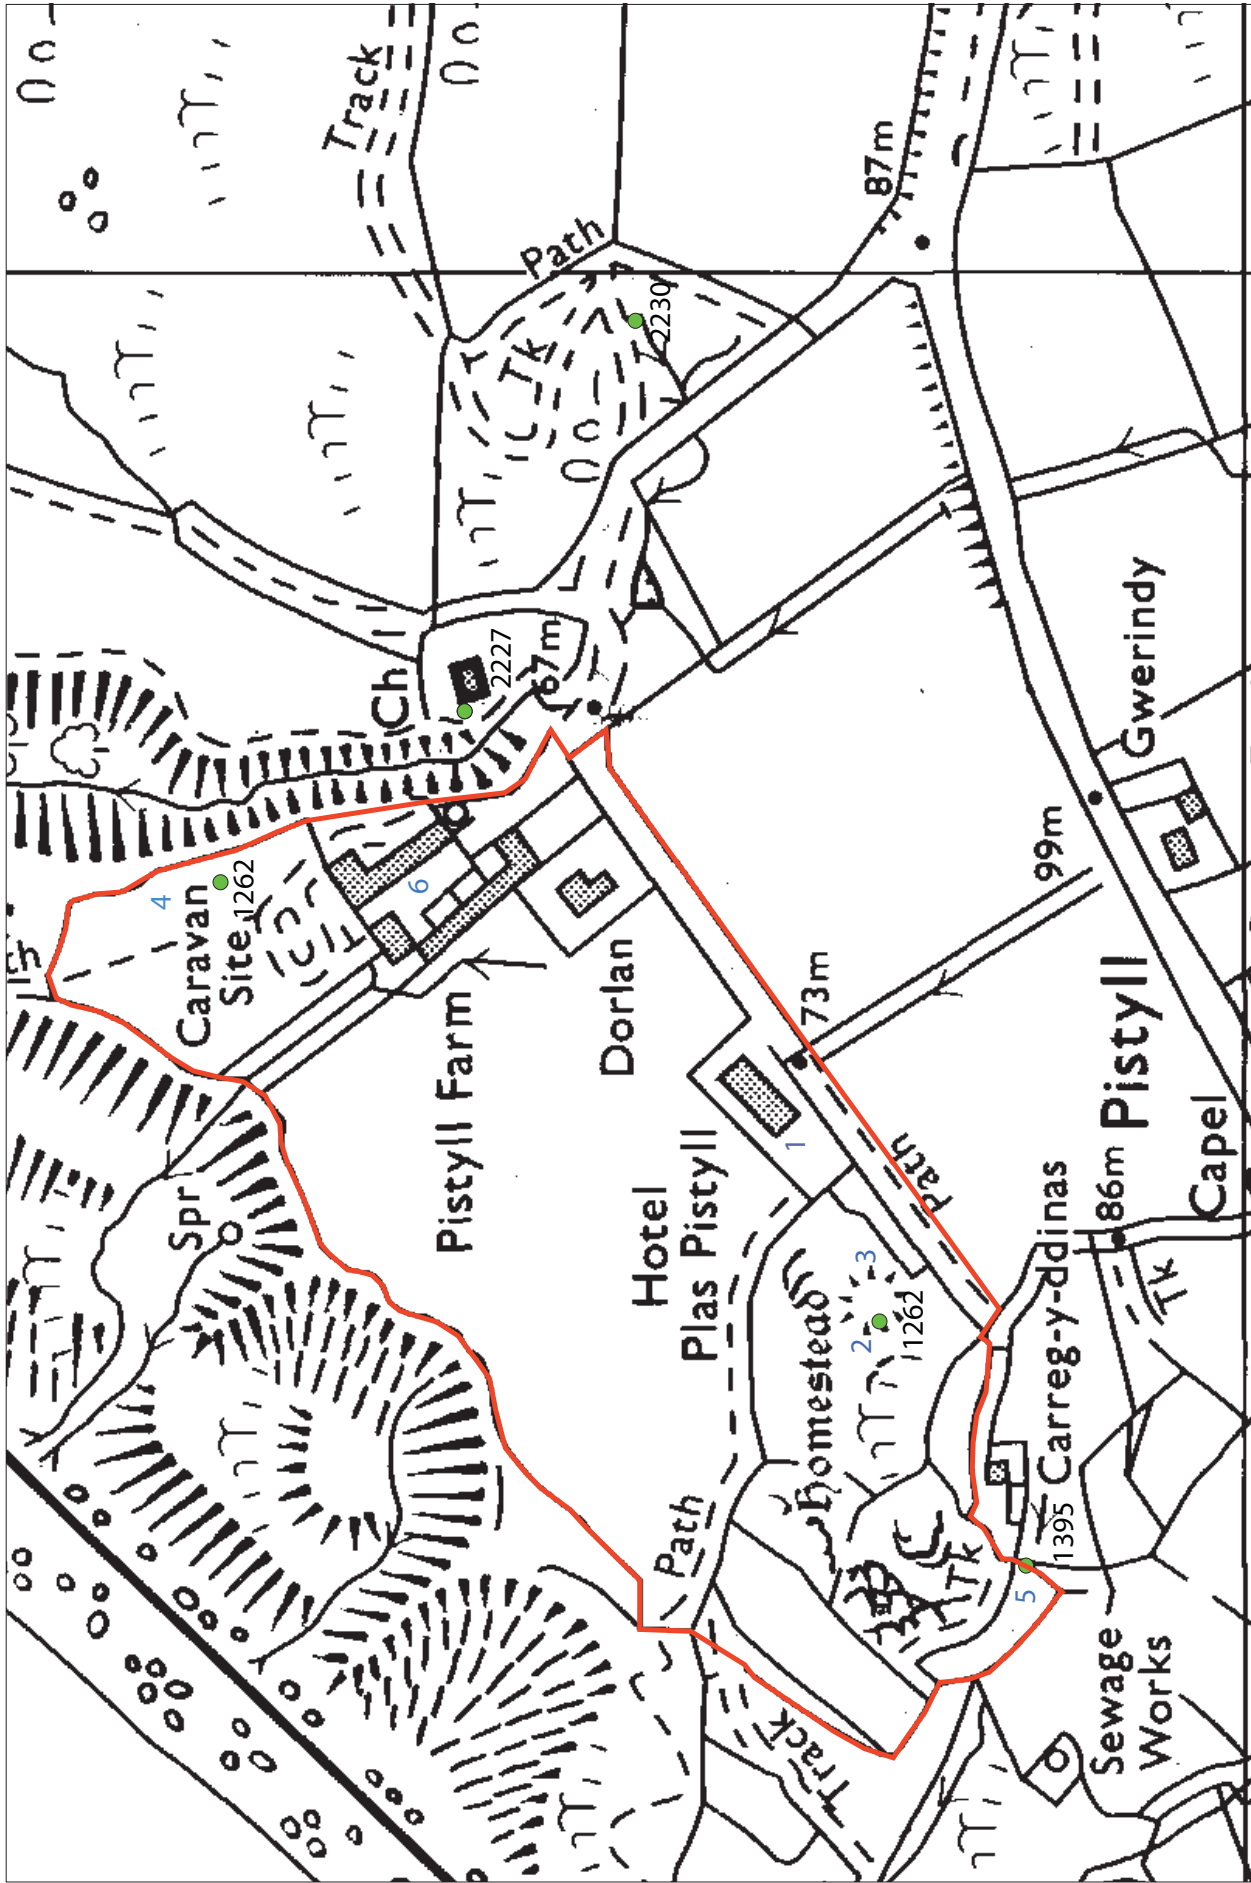 Track
87m
Path
2230
Tk
2227
67m
Ch
4
Caravan
Site
1262
6
Gwerindy
99m
Dorlan
Pistyll Farm
73m
Pistyll
Capel
86m
Path
1
Hotel
Plas Pistyll
Spr
3
2
1262
Homestead
Carreg-y-ddinas
Tk
Path
Tk
1395
5
Track
Sewage
Works